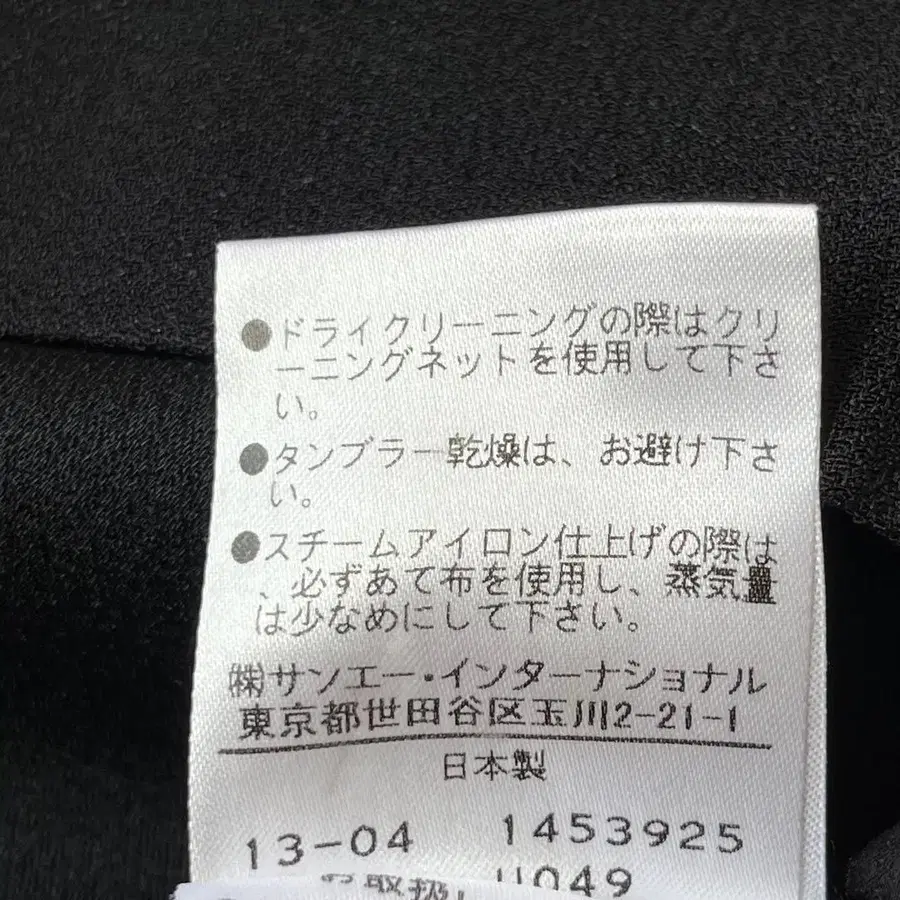 ●ドライクリーニングの際はクリ
ーニングネットを使用して下さ
い。
●タンブラー乾燥は、お避け下さ
い。
●スチームアイロン仕上げの際は
、必ずあて布を使用し、蒸気量
は少なめにして下さい。
㈱サンエー・インターナショナル
東京都世田谷区玉川2-21-1
日本製
13-04 1453925
お取扱 U049